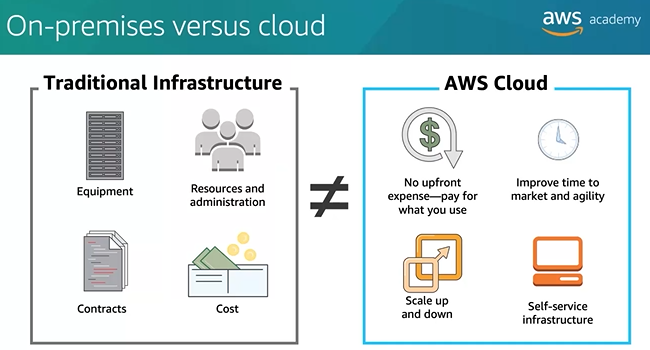 On-premises versus cloud
aws academy
Traditional Infrastructure
Equipment
Resources and
administration
Contracts
Cost
≠
AWS Cloud
$
No upfront
expense—pay for
what you use
Improve time to
market and agility
Scale up
and down
Self-service
infrastructure